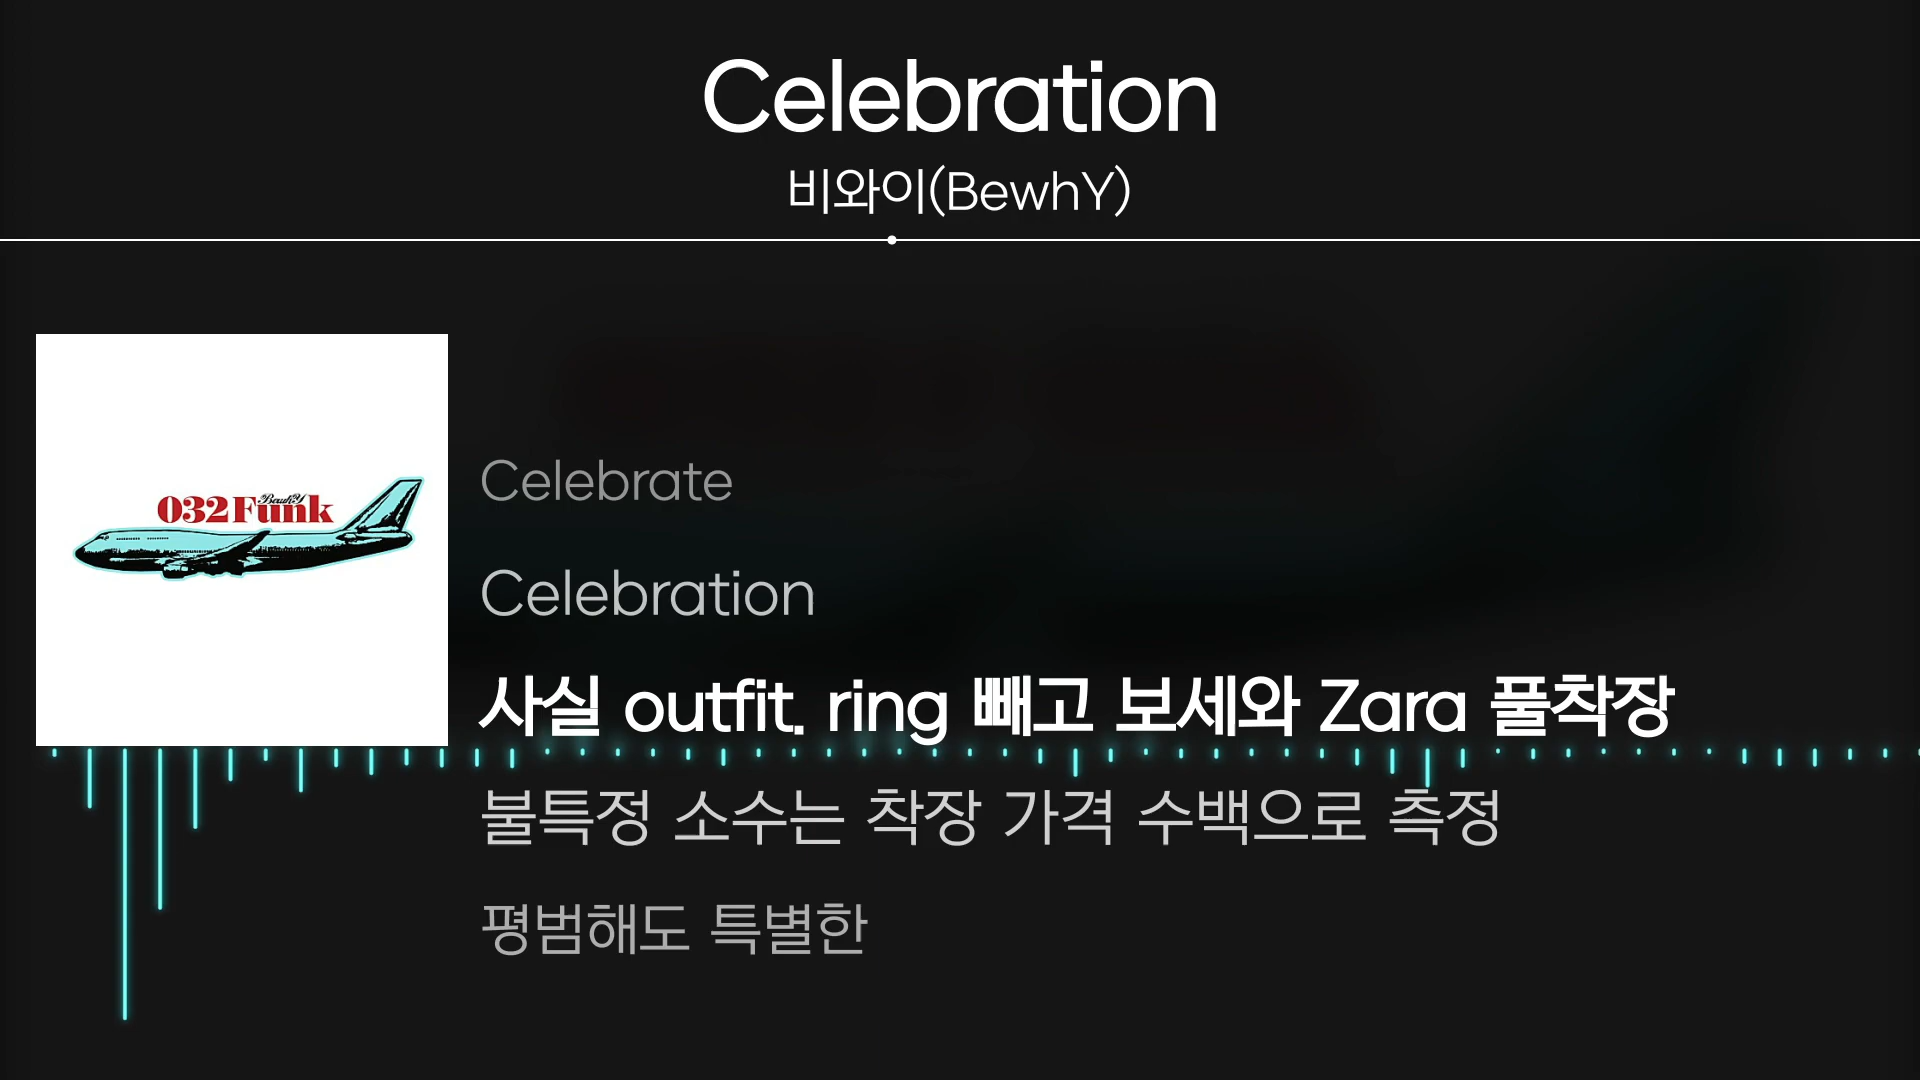 Celebration
비와이(BewhY)
BewhY
032 Funk
Celebrate
Celebration
사실 outfit. ring 빼고 보세와 Zara 풀착장
불특정 소수는 착장 가격 수백으로 측정
평범해도 특별한